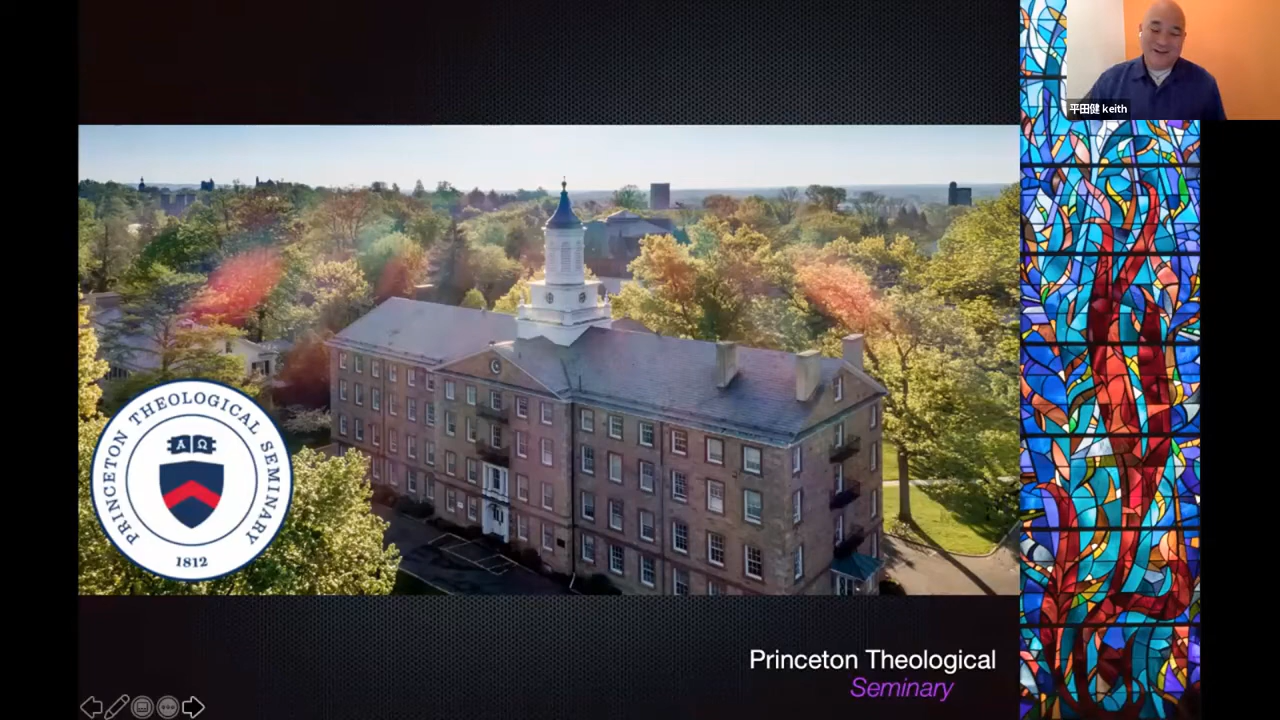 平田健 keith
PRINCETON THEOLOGICAL SEMINARY
Α Ω
1812
Princeton Theological
Seminary